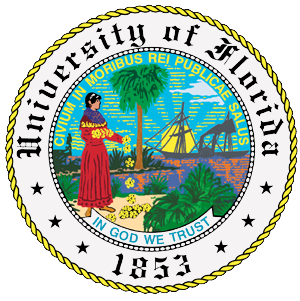 University of Florida
CIVIUM IN MORIBUS REI PUBLICAE SALUS
IN GOD WE TRUST
1853